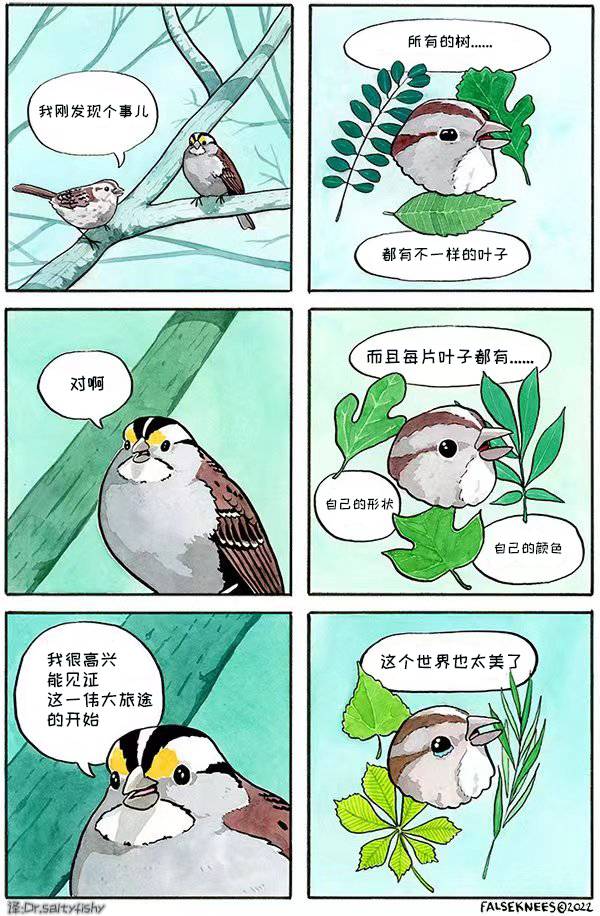 我刚发现个事儿
所有的树......
都有不一样的叶子
对啊
而且每片叶子都有......
自己的形状
自己的颜色
我很高兴
能见证
这一伟大旅途
的开始
这个世界也太美了
译:Dr.saltyfishy
FALSEKNEES©2022